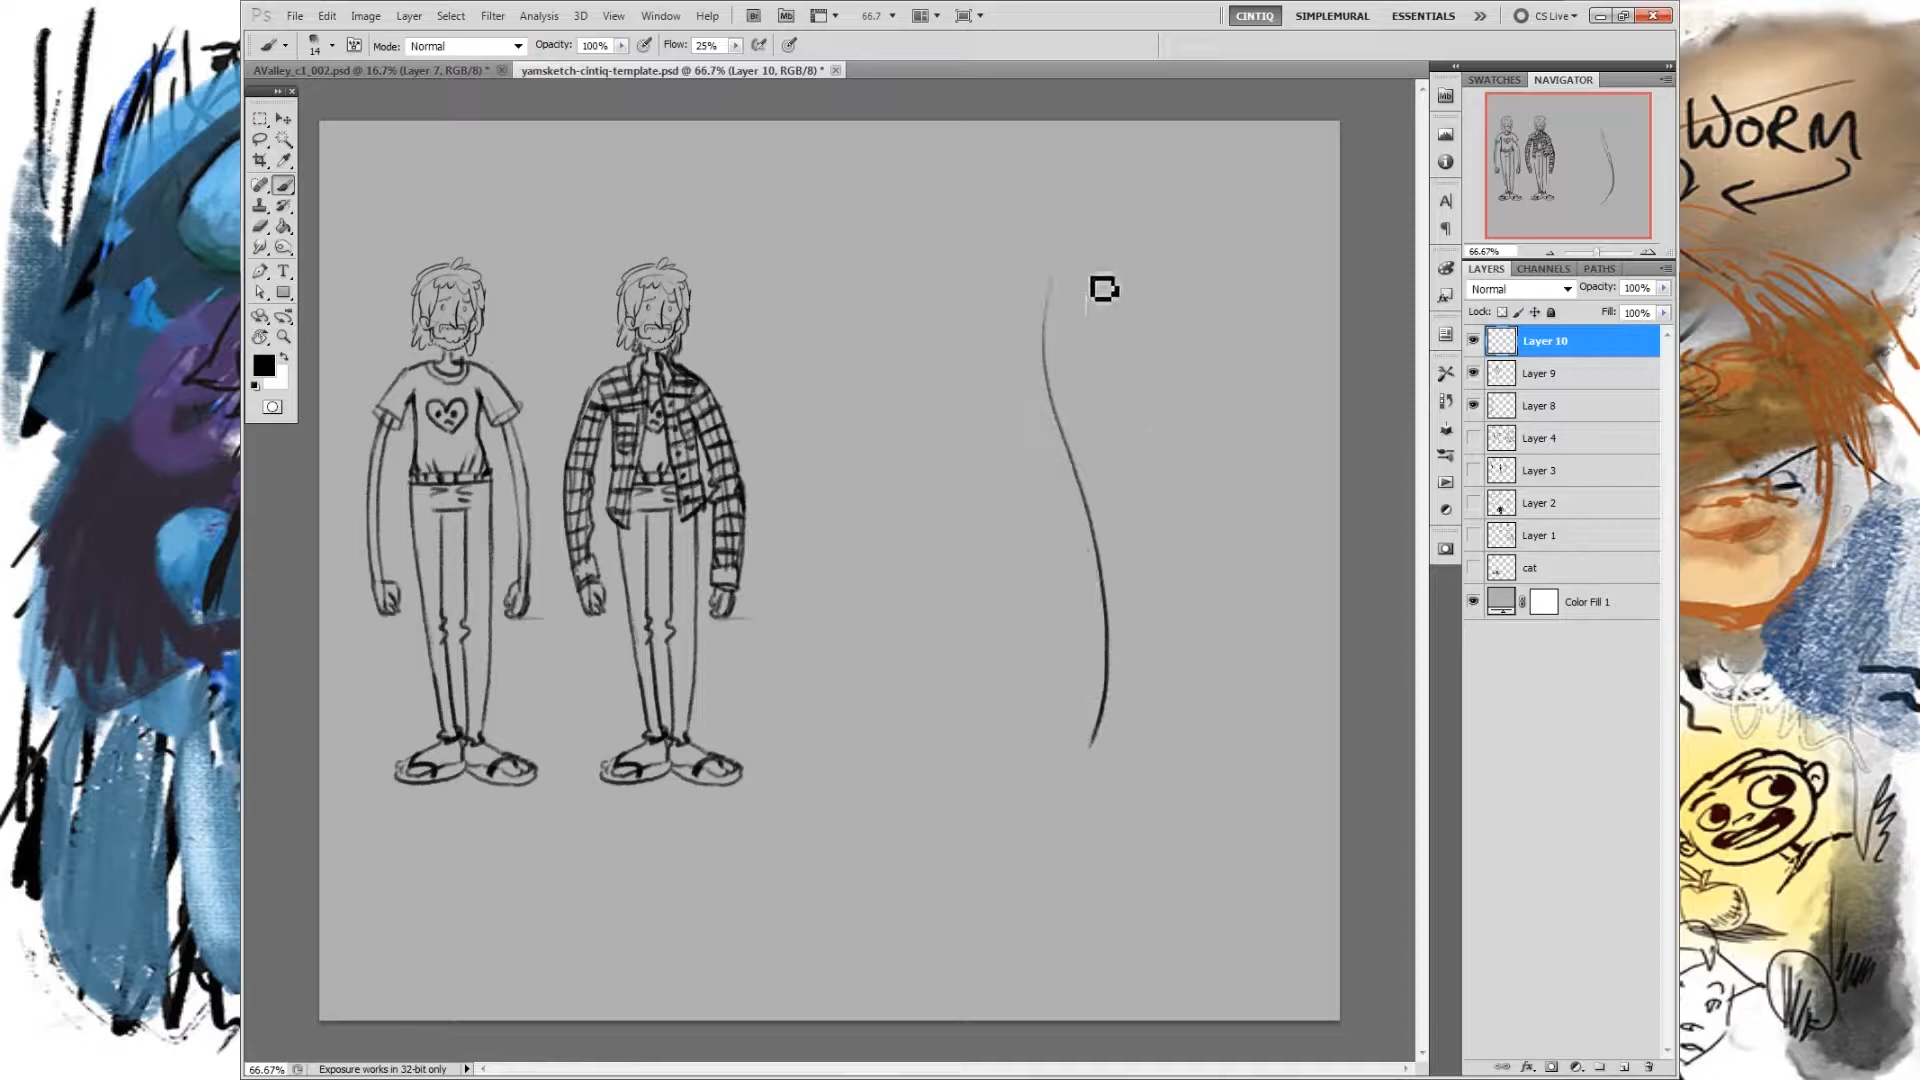 Ps File Edit Image Layer Select Filter Analysis 3D View Window Help Br Mb 66.7 CINTIQ SIMPLEMURAL ESSENTIALS CS Live
14 Mode: Normal Opacity: 100% Flow: 25%
AValley_c1_002.psd @ 16.7% (Layer 7, RGB/8) * yamsketch-cintiq-template.psd @ 66.7% (Layer 10, RGB/8) *
SWATCHES NAVIGATOR
Mb
WORM
66.67%
LAYERS CHANNELS PATHS
Normal Opacity: 100%
Lock: Fill: 100%
Layer 10
Layer 9
Layer 8
Layer 4
Layer 3
Layer 2
Layer 1
cat
Color Fill 1
66.67% Exposure works in 32-bit only